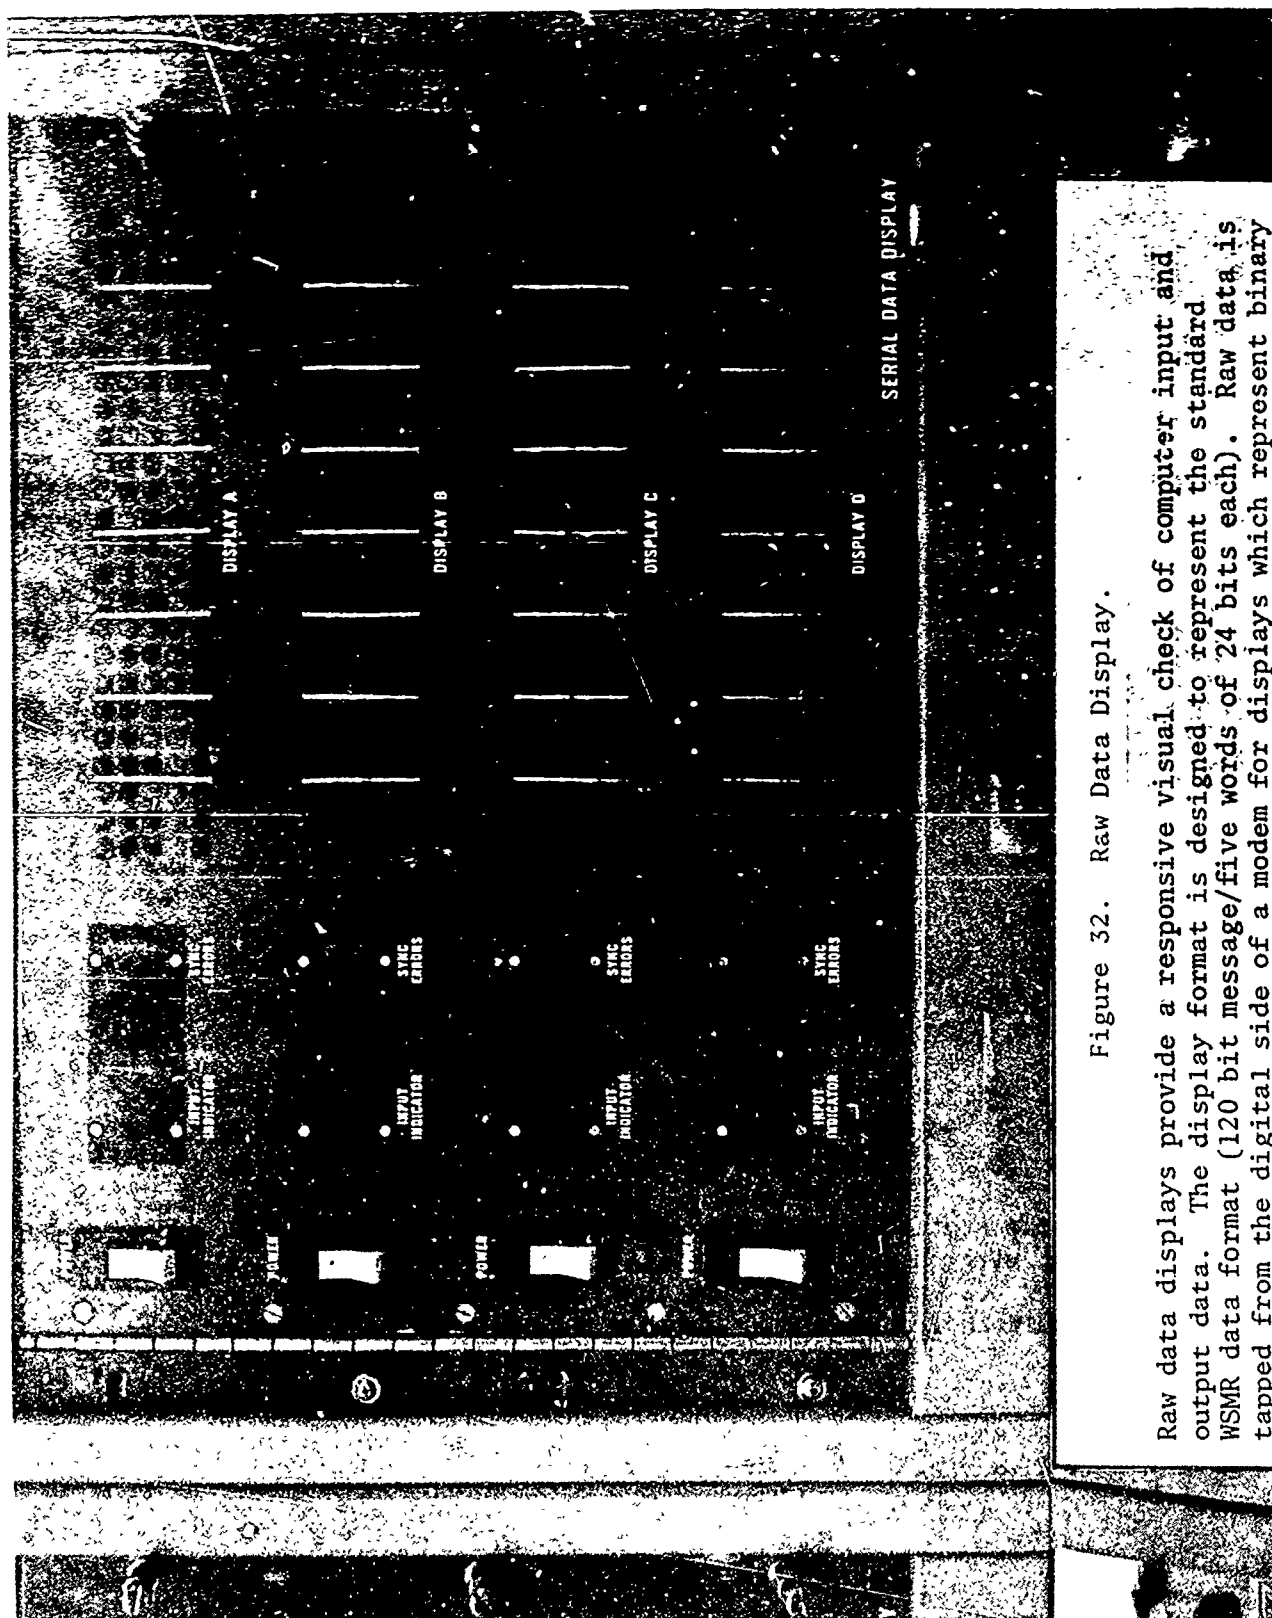 POWER
INPUT
INDICATOR
SYNC
ERRORS
DISPLAY A
POWER
INPUT
INDICATOR
SYNC
ERRORS
DISPLAY B
POWER
INPUT
INDICATOR
SYNC
ERRORS
DISPLAY C
POWER
INPUT
INDICATOR
SYNC
ERRORS
DISPLAY D
SERIAL DATA DISPLAY
Figure 32. Raw Data Display.
Raw data displays provide a responsive visual check of computer input and
output data. The display format is designed to represent the standard
WSMR data format (120 bit message/five words of 24 bits each). Raw data is
tapped from the digital side of a modem for displays which represent binary